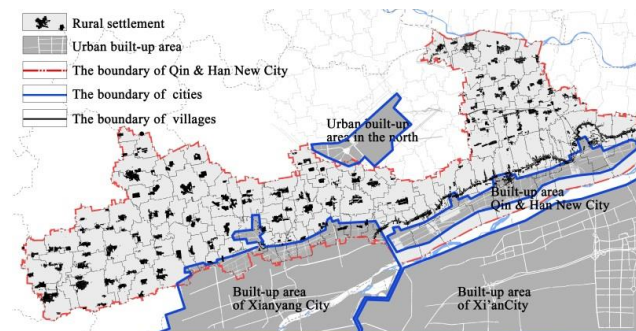 Rural settlement
Urban built-up area
The boundary of Qin & Han New City
The boundary of cities
The boundary of villages
Urban built-up
area in the north
Built-up area
Qin & Han New City
Built-up area
of Xianyang City
Built-up area
of Xi'anCity